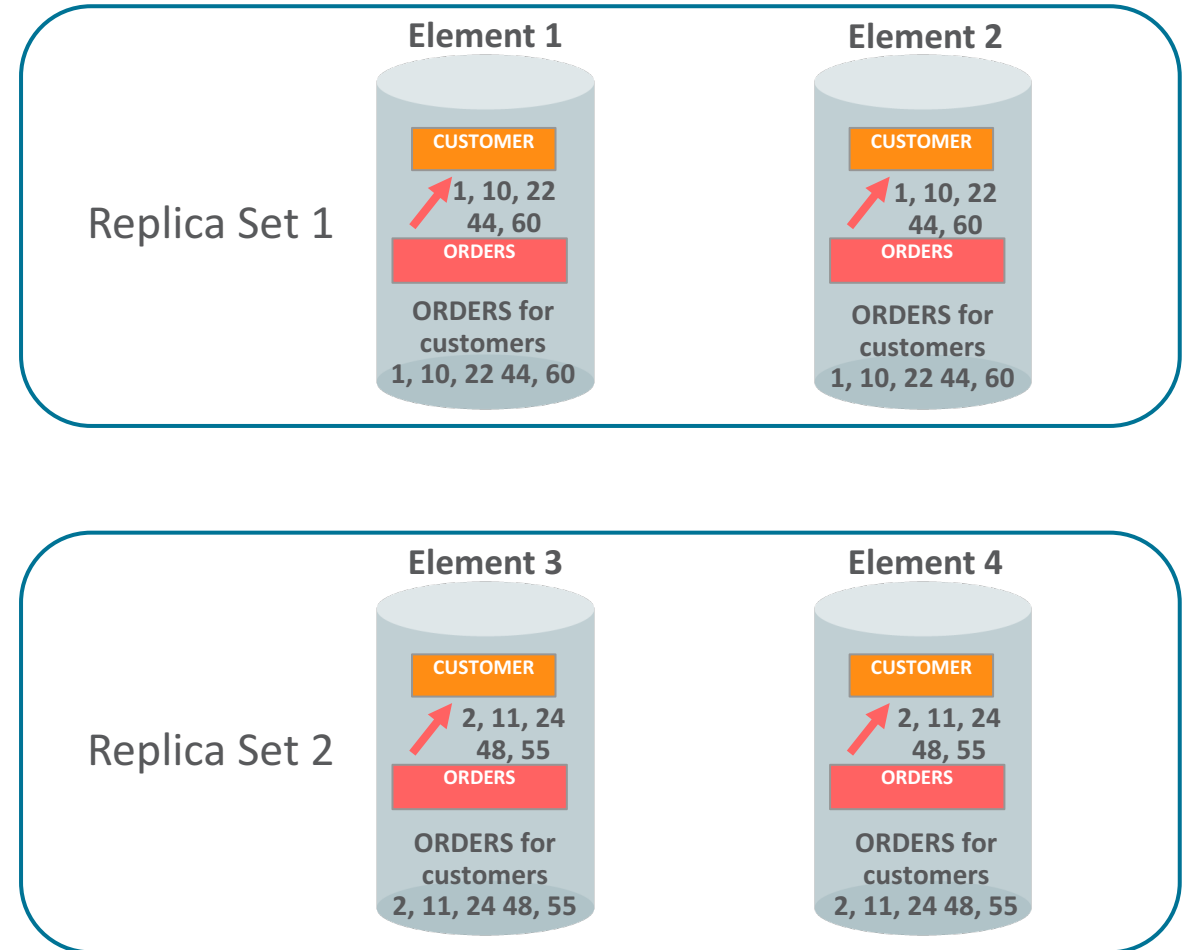 Element 1
Element 2
CUSTOMER
CUSTOMER
1, 10, 22
44, 60
1, 10, 22
44, 60
Replica Set 1
ORDERS
ORDERS
ORDERS for
customers
1, 10, 22 44, 60
ORDERS for
customers
1, 10, 22 44, 60
Element 3
Element 4
CUSTOMER
CUSTOMER
2, 11, 24
48, 55
2, 11, 24
48, 55
Replica Set 2
ORDERS
ORDERS
ORDERS for
customers
2, 11, 24 48, 55
ORDERS for
customers
2, 11, 24 48, 55